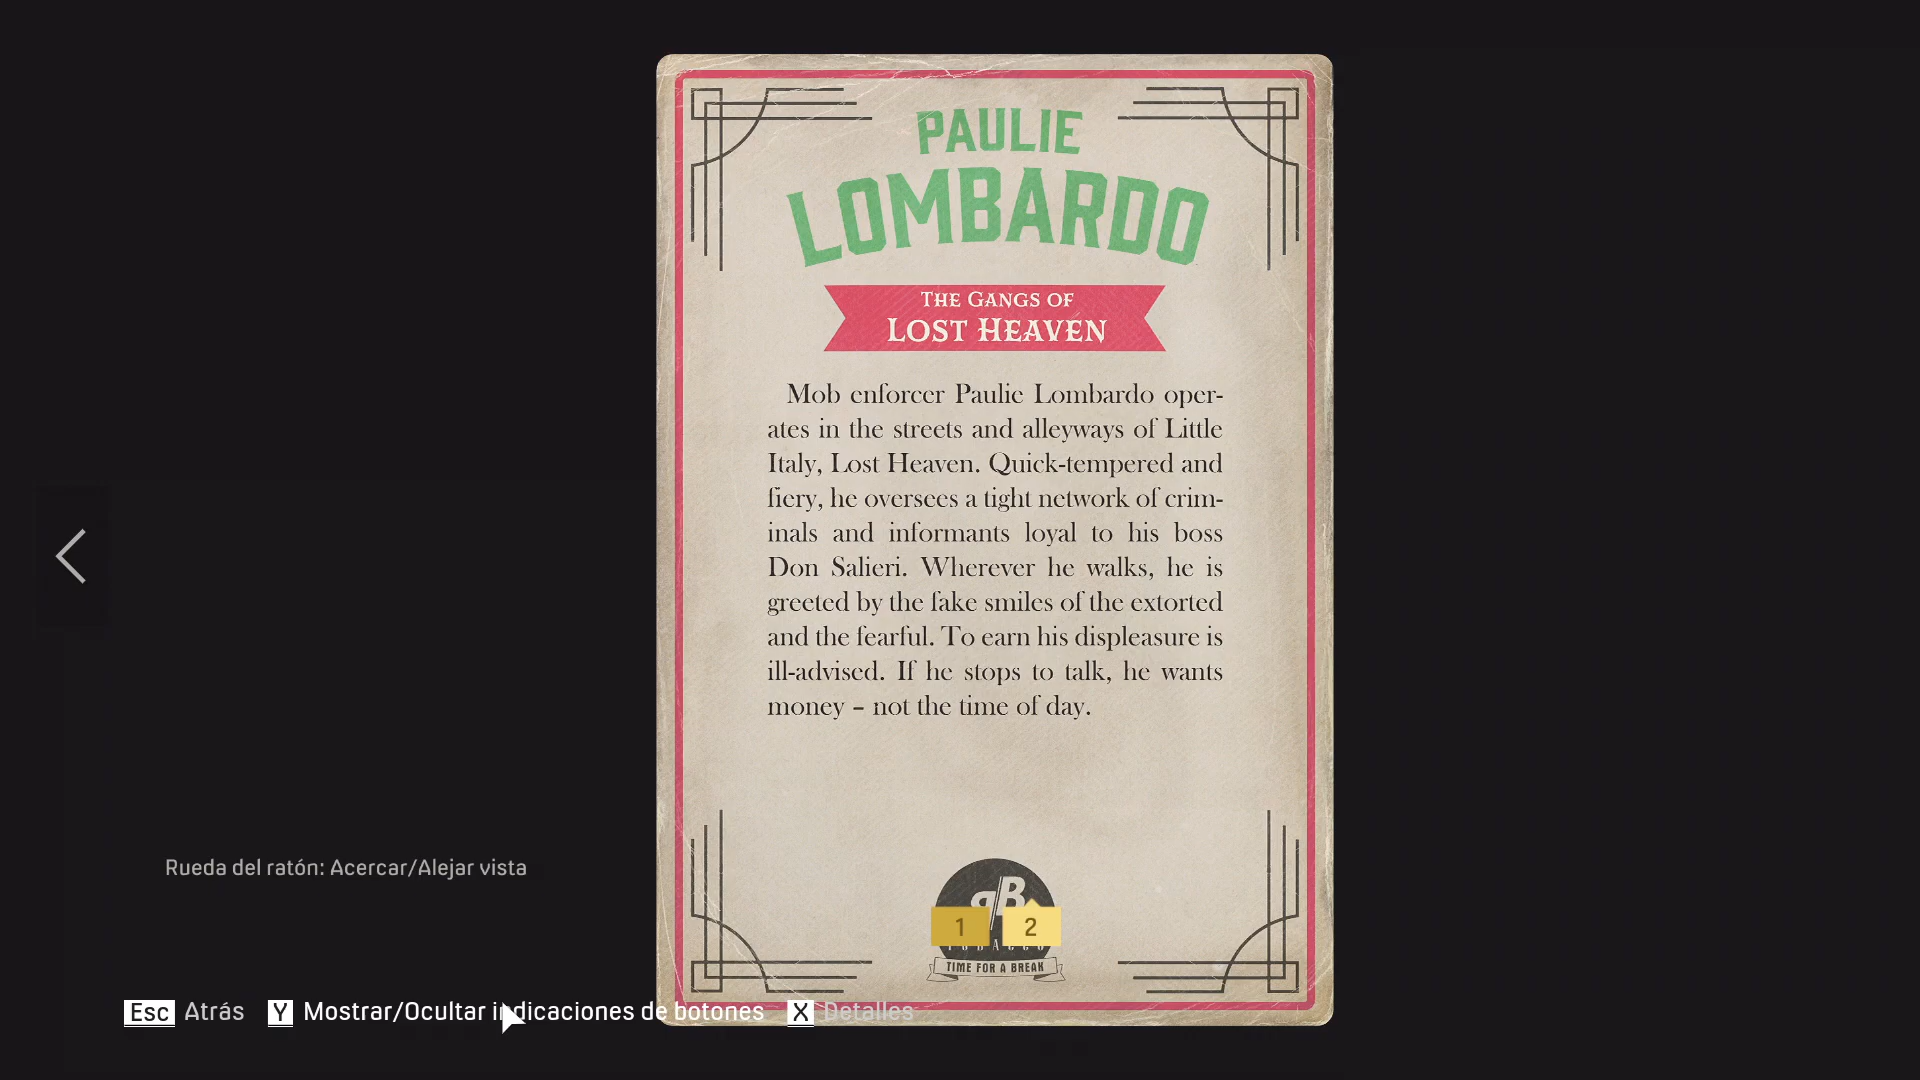 PAULIE
LOMBARDO
THE GANGS OF
LOST HEAVEN
Mob enforcer Paulie Lombardo oper-
ates in the streets and alleyways of Little
Italy, Lost Heaven. Quick-tempered and
fiery, he oversees a tight network of crim-
inals and informants loyal to his boss
Don Salieri. Wherever he walks, he is
greeted by the fake smiles of the extorted
and the fearful. To earn his displeasure is
ill-advised. If he stops to talk, he wants
money – not the time of day.
Rueda del ratón: Acercar/Alejar vista
B
1 2
TIME FOR A BREAK
Esc Atrás Y Mostrar/Ocultar indicaciones de botones X Detalles